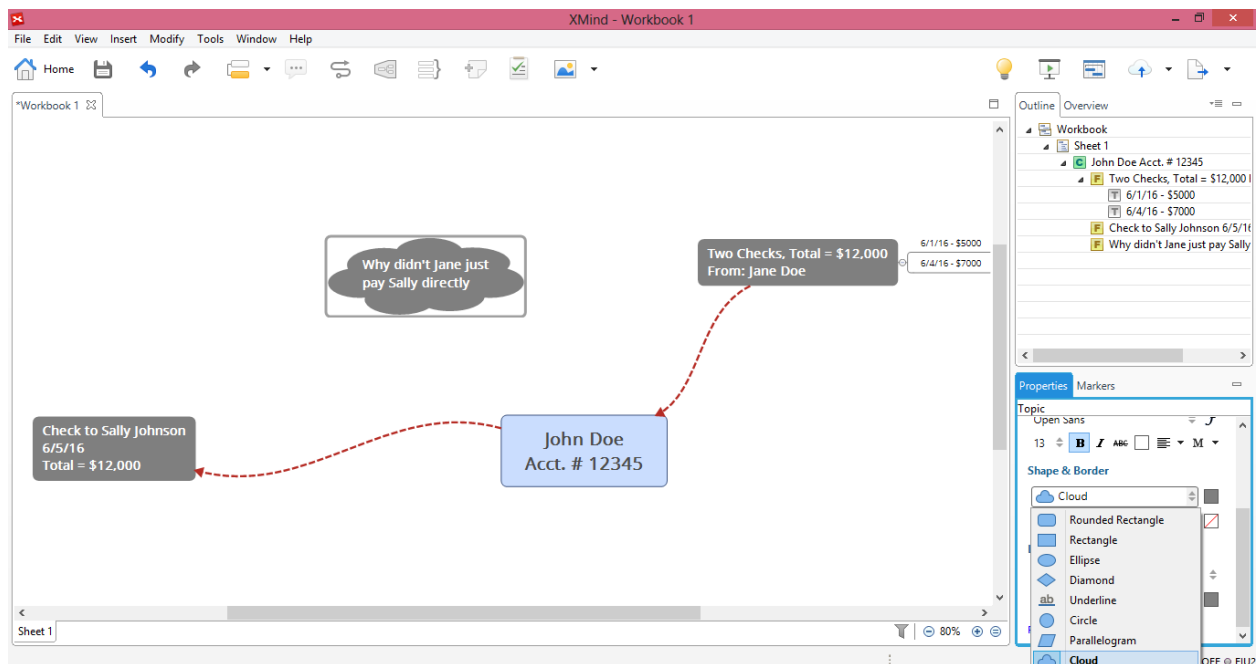 XMind - Workbook 1
File Edit View Insert Modify Tools Window Help
Home
*Workbook 1
Why didn't Jane just
pay Sally directly
Two Checks, Total = $12,000
From: Jane Doe
6/1/16 - $5000
6/4/16 - $7000
Check to Sally Johnson
6/5/16
Total = $12,000
John Doe
Acct. # 12345
Sheet 1
80%
Outline Overview
Workbook
Sheet 1
C John Doe Acct. # 12345
F Two Checks, Total = $12,000
T 6/1/16 - $5000
T 6/4/16 - $7000
F Check to Sally Johnson 6/5/16
F Why didn't Jane just pay Sally
Properties Markers
Topic
Open Sans
13 B I ABC M
Shape & Border
Cloud
Rounded Rectangle
Rectangle
Ellipse
Diamond
ab Underline
Circle
Parallelogram
Cloud